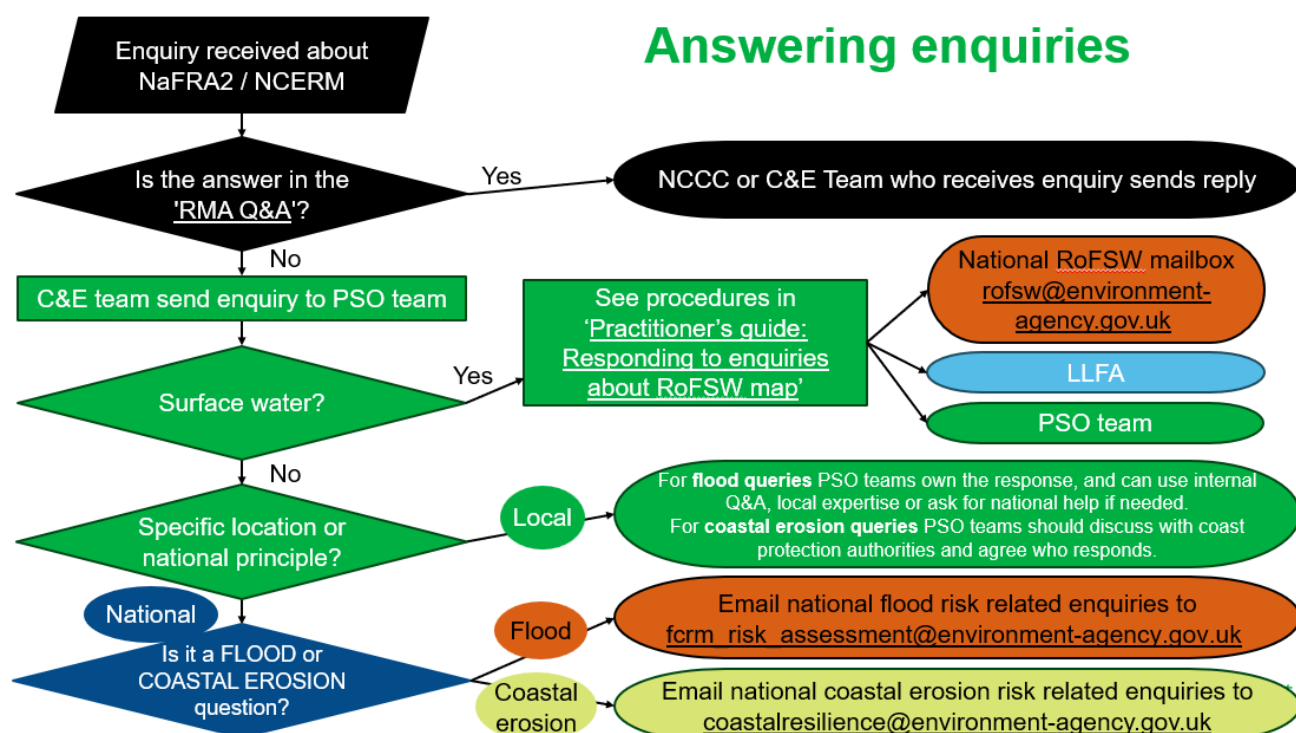 Answering enquiries
Enquiry received about
NaFRA2 / NCERM
Is the answer in the
'RMA Q&A'?
Yes
NCCC or C&E Team who receives enquiry sends reply
No
C&E team send enquiry to PSO team
Surface water?
Yes
See procedures in
‘Practitioner’s guide:
Responding to enquiries
about RoFSW map’
National RoFSW mailbox
rofsw@environment-
agency.gov.uk
LLFA
PSO team
No
Specific location or
national principle?
Local
For flood queries PSO teams own the response, and can use internal
Q&A, local expertise or ask for national help if needed.
For coastal erosion queries PSO teams should discuss with coast
protection authorities and agree who responds.
National
Is it a FLOOD or
COASTAL EROSION
question?
Flood
Email national flood risk related enquiries to
fcrm_risk_assessment@environment-agency.gov.uk
Coastal
erosion
Email national coastal erosion risk related enquiries to
coastalresilience@environment-agency.gov.uk